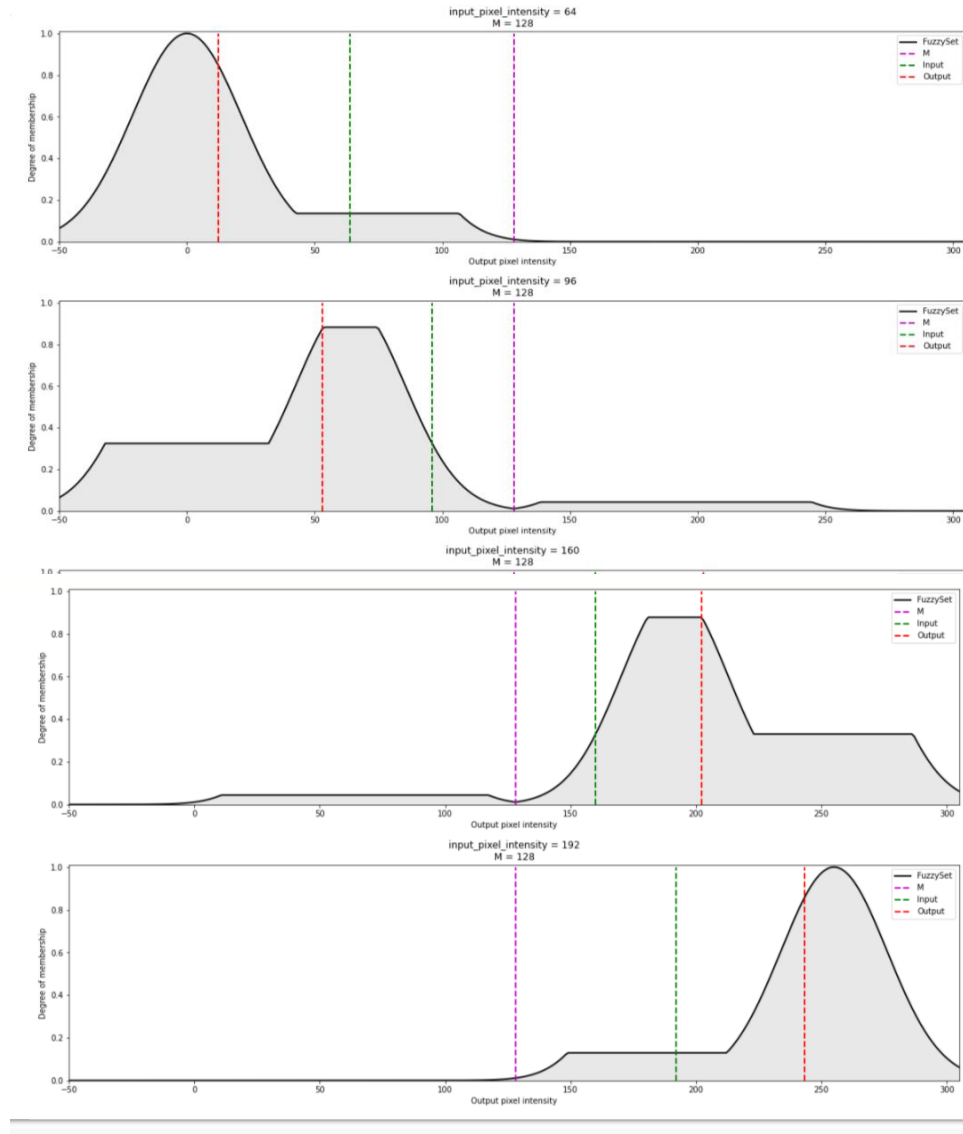 input_pixel_intensity = 64
M = 128
1.0
0.8
0.6
0.4
0.2
0.0
Degree of membership
FuzzySet
M
Input
Output
−50 0 50 100 150 200 250 300
Output pixel intensity
input_pixel_intensity = 96
M = 128
1.0
0.8
0.6
0.4
0.2
0.0
Degree of membership
FuzzySet
M
Input
Output
−50 0 50 100 150 200 250 300
Output pixel intensity
input_pixel_intensity = 160
M = 128
1.0
0.8
0.6
0.4
0.2
0.0
Degree of membership
FuzzySet
M
Input
Output
−50 0 50 100 150 200 250 300
Output pixel intensity
input_pixel_intensity = 192
M = 128
1.0
0.8
0.6
0.4
0.2
0.0
Degree of membership
FuzzySet
M
Input
Output
−50 0 50 100 150 200 250 300
Output pixel intensity